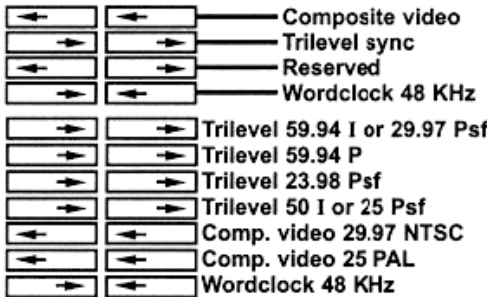 Composite video
Trilevel sync
Reserved
Wordclock 48 KHz
Trilevel 59.94 I or 29.97 Psf
Trilevel 59.94 P
Trilevel 23.98 Psf
Trilevel 50 I or 25 Psf
Comp. video 29.97 NTSC
Comp. video 25 PAL
Wordclock 48 KHz